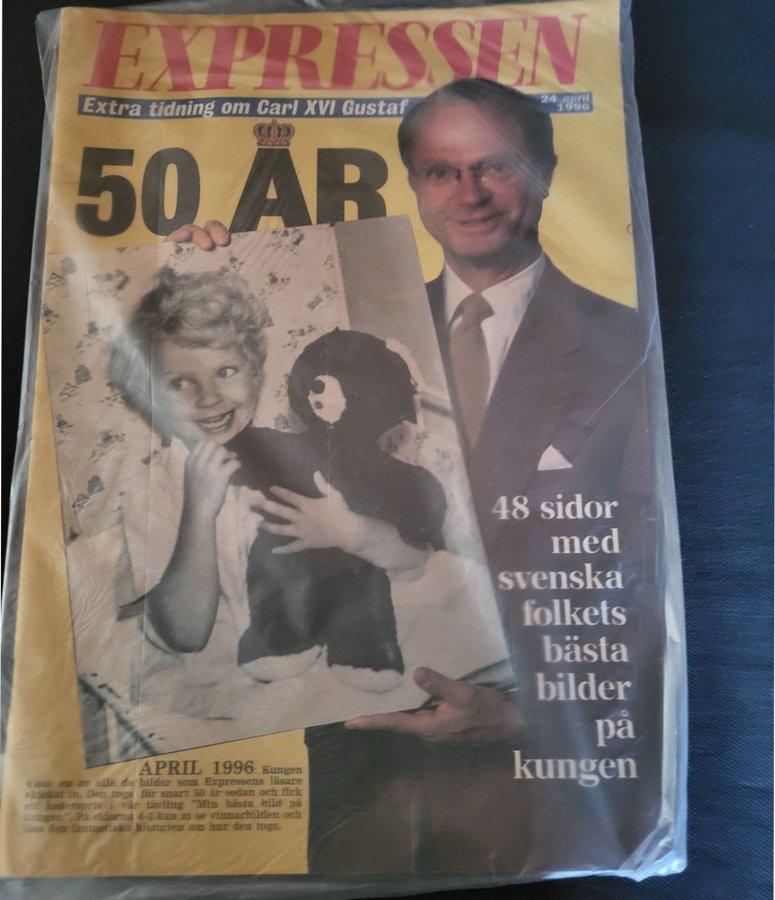 EXPRESSEN
Extra tidning om Carl XVI Gustaf
24 april
1996
50 ÅR
48 sidor
med
svenska
folkets
bästa
bilder
på
kungen
APRIL 1996 Kungen
visar en av alla de bilder som Expressens läsare
skickat in. Den togs för snart 50 år sedan och fick
ett hederspris i vår tävling "Min bästa bild på
kungen". På sidorna 4-5 kan ni se vinnarbilden och
läsa den fantastiska historien om hur den togs.